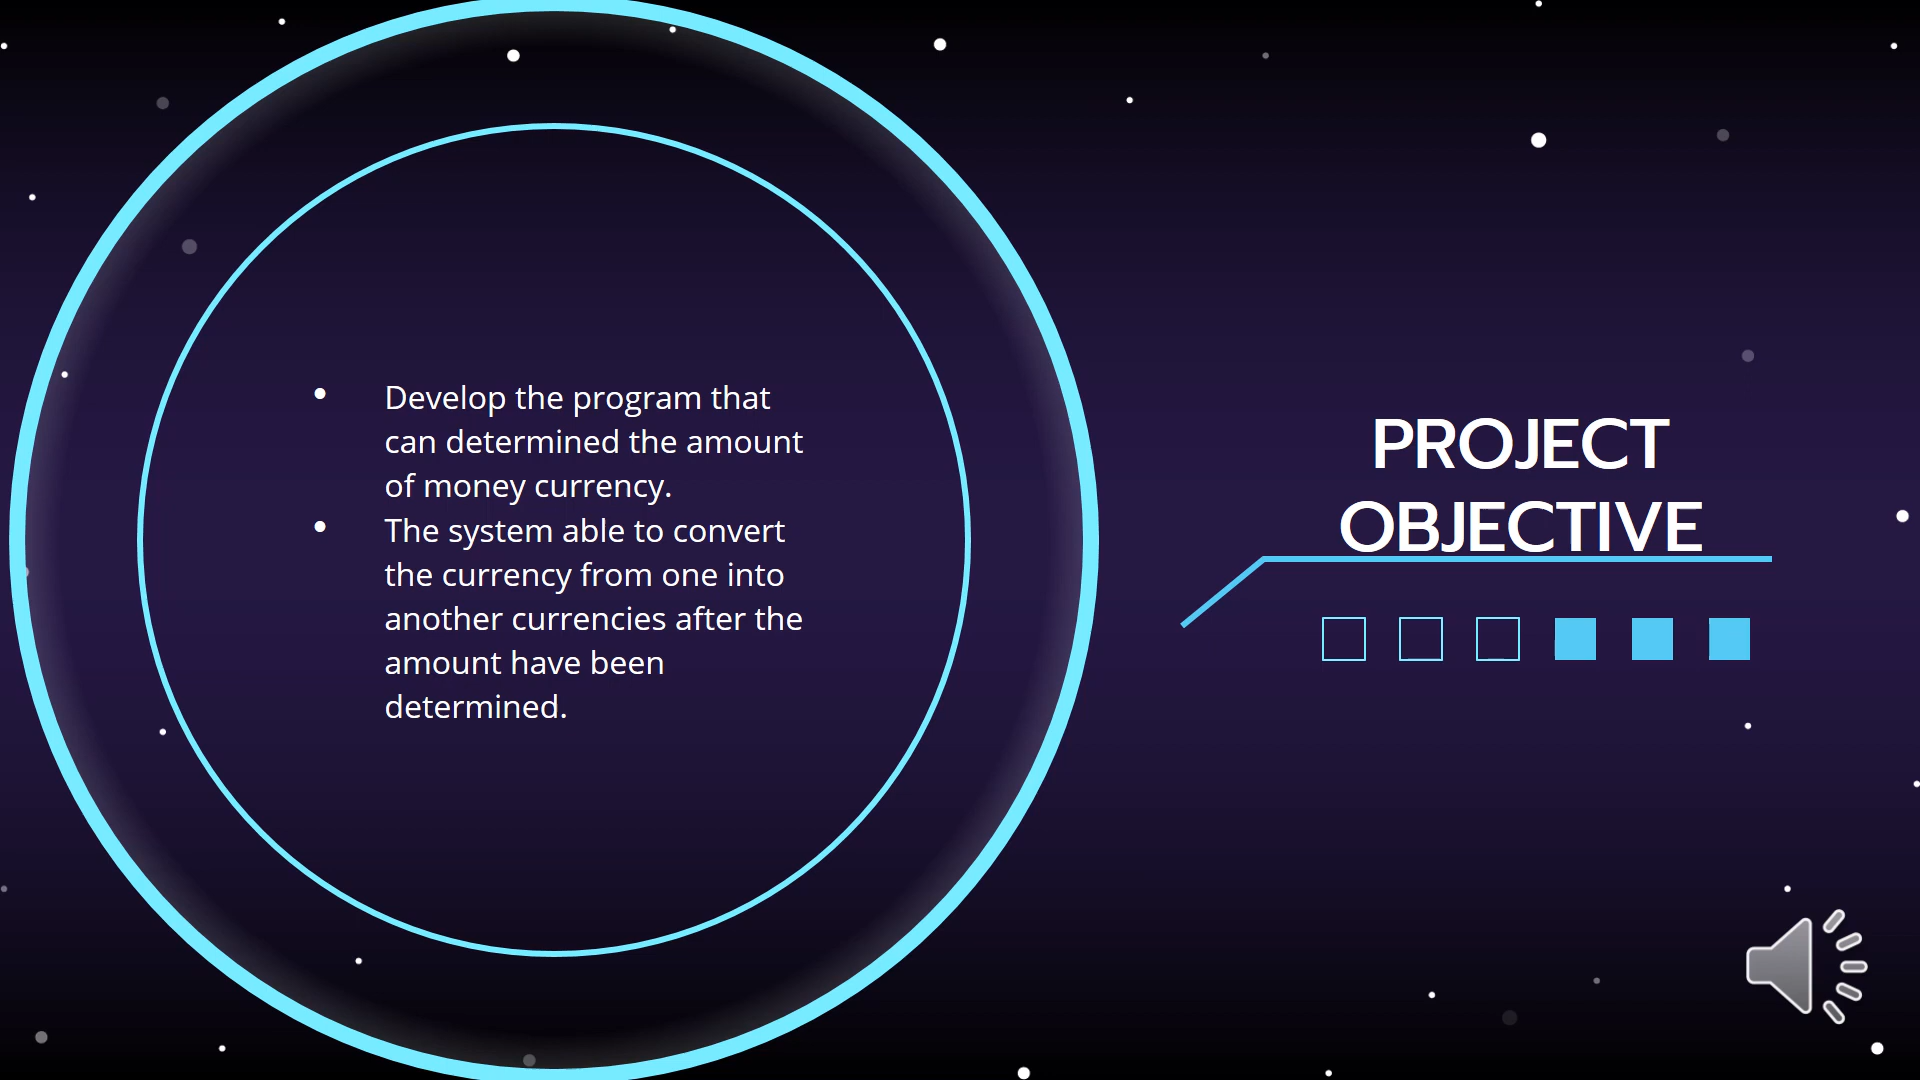 • Develop the program that
can determined the amount
of money currency.
• The system able to convert
the currency from one into
another currencies after the
amount have been
determined.
PROJECT
OBJECTIVE